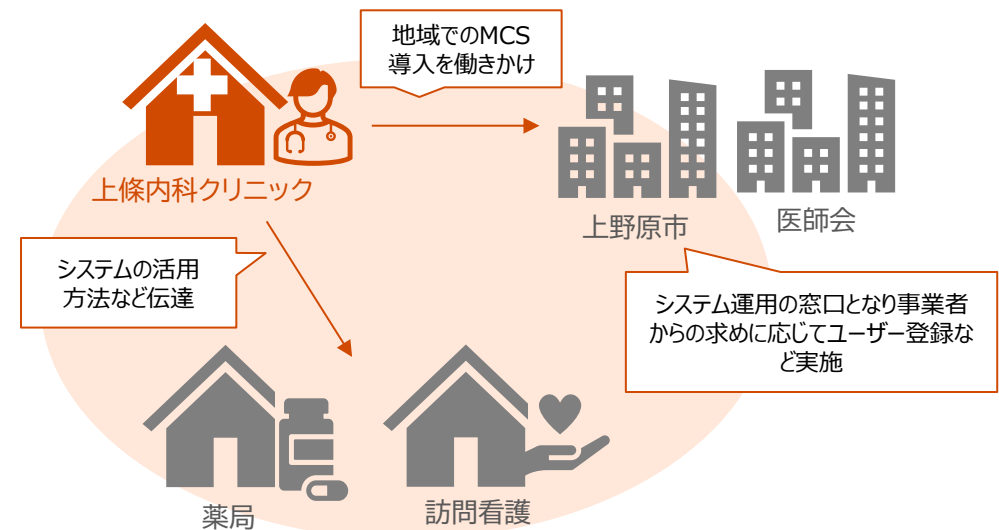 地域でのMCS
導入を働きかけ
上條内科クリニック
上野原市
医師会
システムの活用
方法など伝達
システム運用の窓口となり事業者
からの求めに応じてユーザー登録な
ど実施
薬局
訪問看護